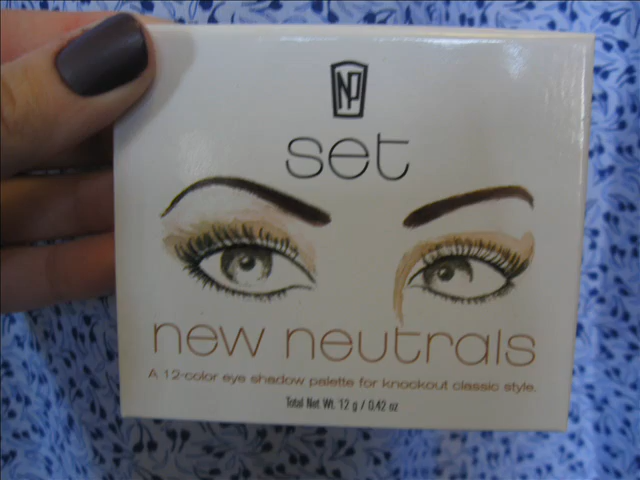 NP
set
new neutrals
A 12-color eye shadow palette for knockout classic style.
Total Net Wt. 12 g / 0.42 oz